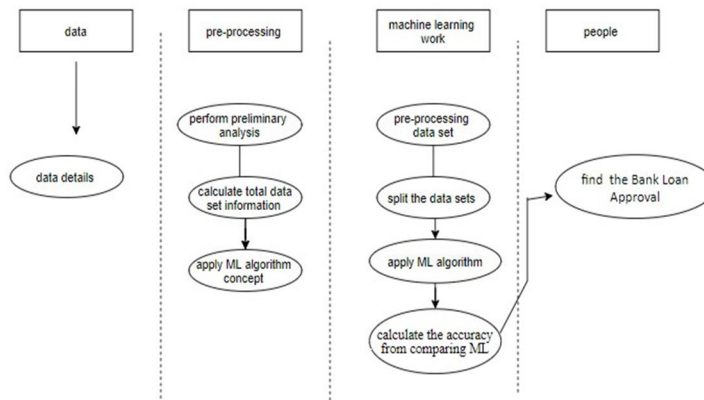 data
pre-processing
machine learning
work
people
perform preliminary
analysis
pre-processing
data set
data details
calculate total data
set information
split the data sets
find the Bank Loan
Approval
apply ML algorithm
concept
apply ML algorithm
calculate the accuracy
from comparing ML